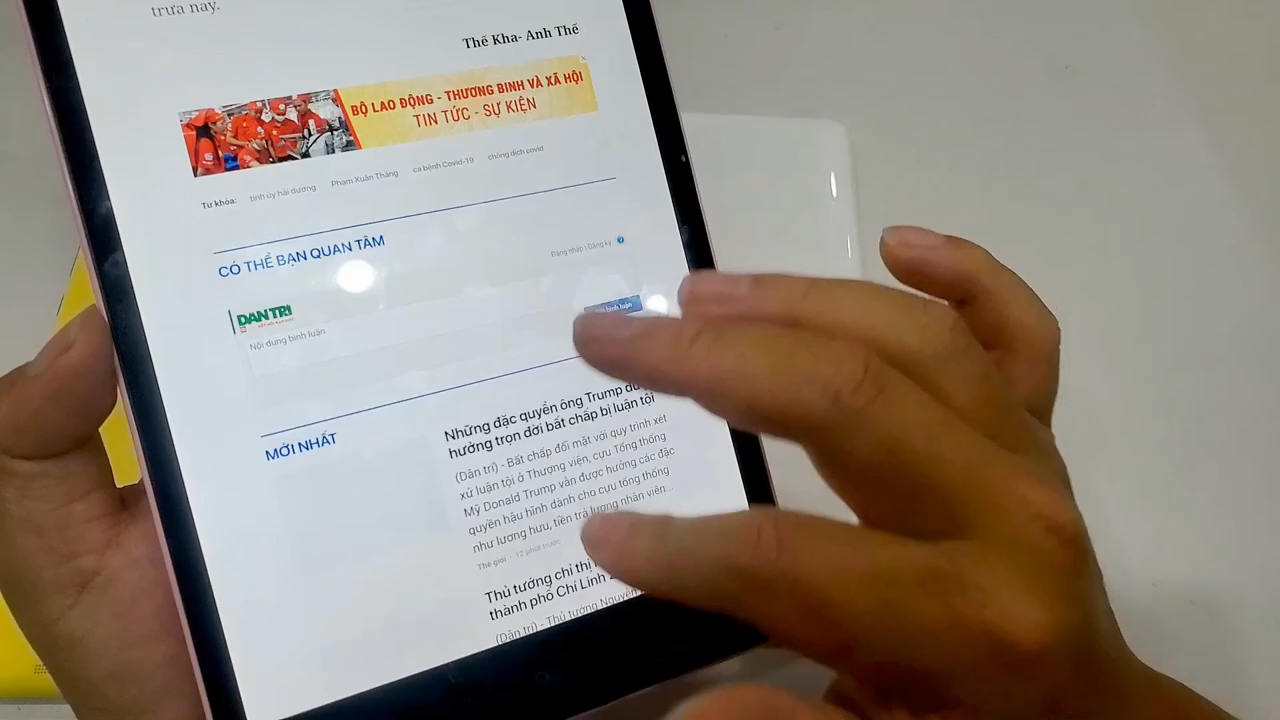 trưa nay.
Thế Kha- Anh Thế
BỘ LAO ĐỘNG - THƯƠNG BINH VÀ XÃ HỘI
TIN TỨC - SỰ KIỆN
Từ khóa: tỉnh ủy hải dương Phạm Xuân Thăng ca bệnh Covid-19 chống dịch covid
CÓ THỂ BẠN QUAN TÂM
Đăng nhập | Đăng ký
DANTRI
bình luận
Nội dung bình luận
MỚI NHẤT
Những đặc quyền ông Trump
hưởng trọn đời bất chấp bị luận tội
(Dân trí) - Bất chấp đối mặt với quy trình xét
xử luận tội ở Thượng viện, cựu Tổng thống
Mỹ Donald Trump vẫn được hưởng các đặc
quyền hậu hĩnh dành cho cựu tổng thống
như lương hưu, tiền trả lương nhân viên...
Thế giới - 12 phút trước
Thủ tướng chỉ thị
thành phố Chí Linh
(Dân trí) - Thủ tướng Nguyễn